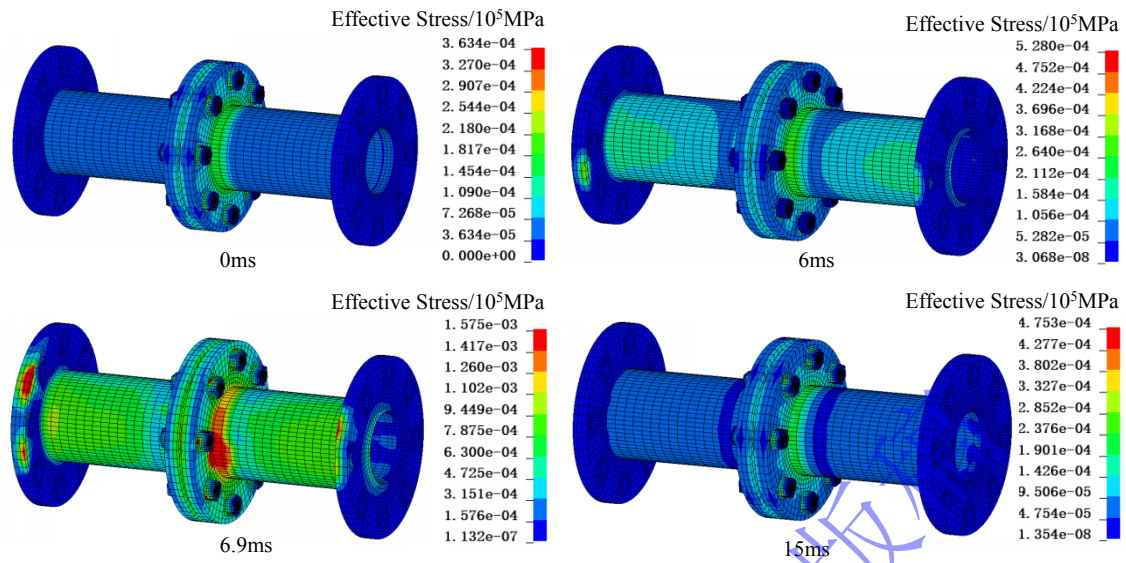 Effective Stress/10⁵MPa
3.634e-04
3.270e-04
2.907e-04
2.544e-04
2.180e-04
1.817e-04
1.454e-04
1.090e-04
7.268e-05
3.634e-05
0.000e+00
0ms
Effective Stress/10⁵MPa
5.280e-04
4.752e-04
4.224e-04
3.696e-04
3.168e-04
2.640e-04
2.112e-04
1.584e-04
1.056e-04
5.282e-05
3.068e-08
6ms
Effective Stress/10⁵MPa
1.575e-03
1.417e-03
1.260e-03
1.102e-03
9.449e-04
7.875e-04
6.300e-04
4.725e-04
3.151e-04
1.576e-04
1.132e-07
6.9ms
Effective Stress/10⁵MPa
4.753e-04
4.277e-04
3.802e-04
3.327e-04
2.852e-04
2.376e-04
1.901e-04
1.426e-04
9.506e-05
4.754e-05
1.354e-08
15ms